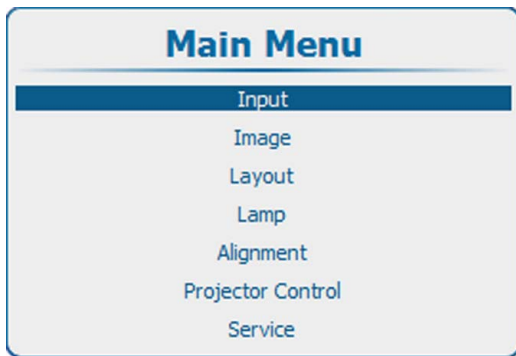 Main Menu
Input
Image
Layout
Lamp
Alignment
Projector Control
Service